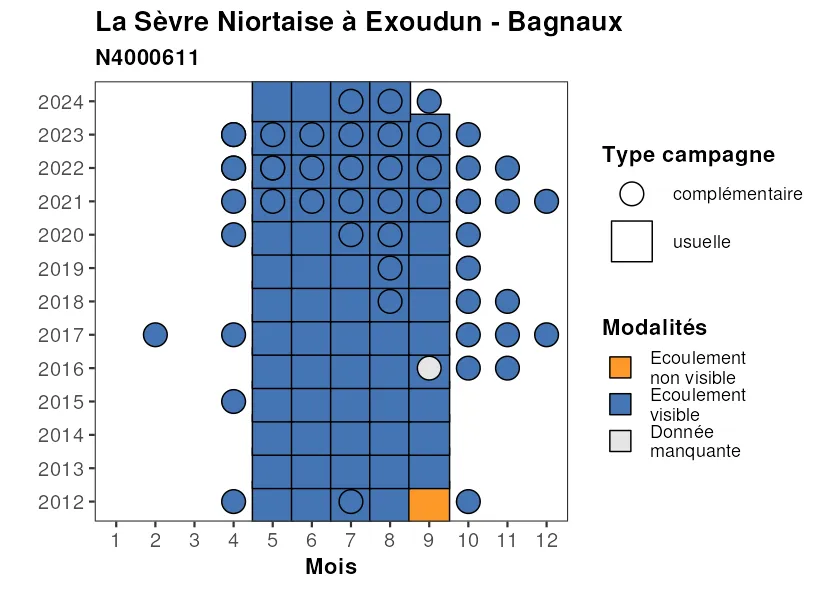 La Sèvre Niortaise à Exoudun - Bagnaux
N4000611
2024
2023
2022
2021
2020
2019
2018
2017
2016
2015
2014
2013
2012
1 2 3 4 5 6 7 8 9 10 11 12
Mois
Type campagne
complémentaire
usuelle
Modalités
Ecoulement
non visible
Ecoulement
visible
Donnée
manquante